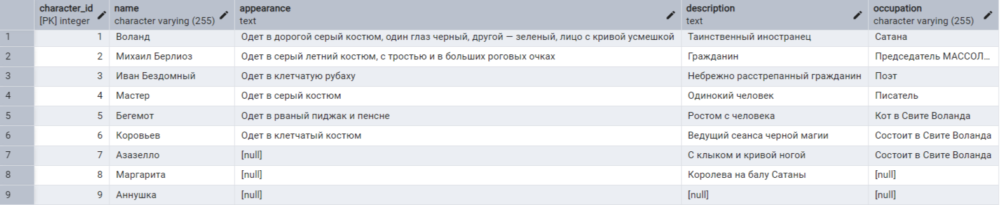 character_id name appearance description occupation
[PK] integer character varying (255) text text character varying (255)
1 1 Воланд Одет в дорогой серый костюм, один глаз черный, другой — зеленый, лицо с кривой усмешкой Таинственный иностранец Сатана
2 2 Михаил Берлиоз Одет в серый летний костюм, с тростью и в больших роговых очках Гражданин Председатель МАССОЛ...
3 3 Иван Бездомный Одет в клетчатую рубаху Небрежно расстрепанный гражданин Поэт
4 4 Мастер Одет в серый костюм Одинокий человек Писатель
5 5 Бегемот Одет в рваный пиджак и пенсне Ростом с человека Кот в Свите Воланда
6 6 Коровьев Одет в клетчатый костюм Ведущий сеанса черной магии Состоит в Свите Воланда
7 7 Азазелло [null] С клыком и кривой ногой Состоит в Свите Воланда
8 8 Маргарита [null] Королева на балу Сатаны [null]
9 9 Аннушка [null] [null] [null]